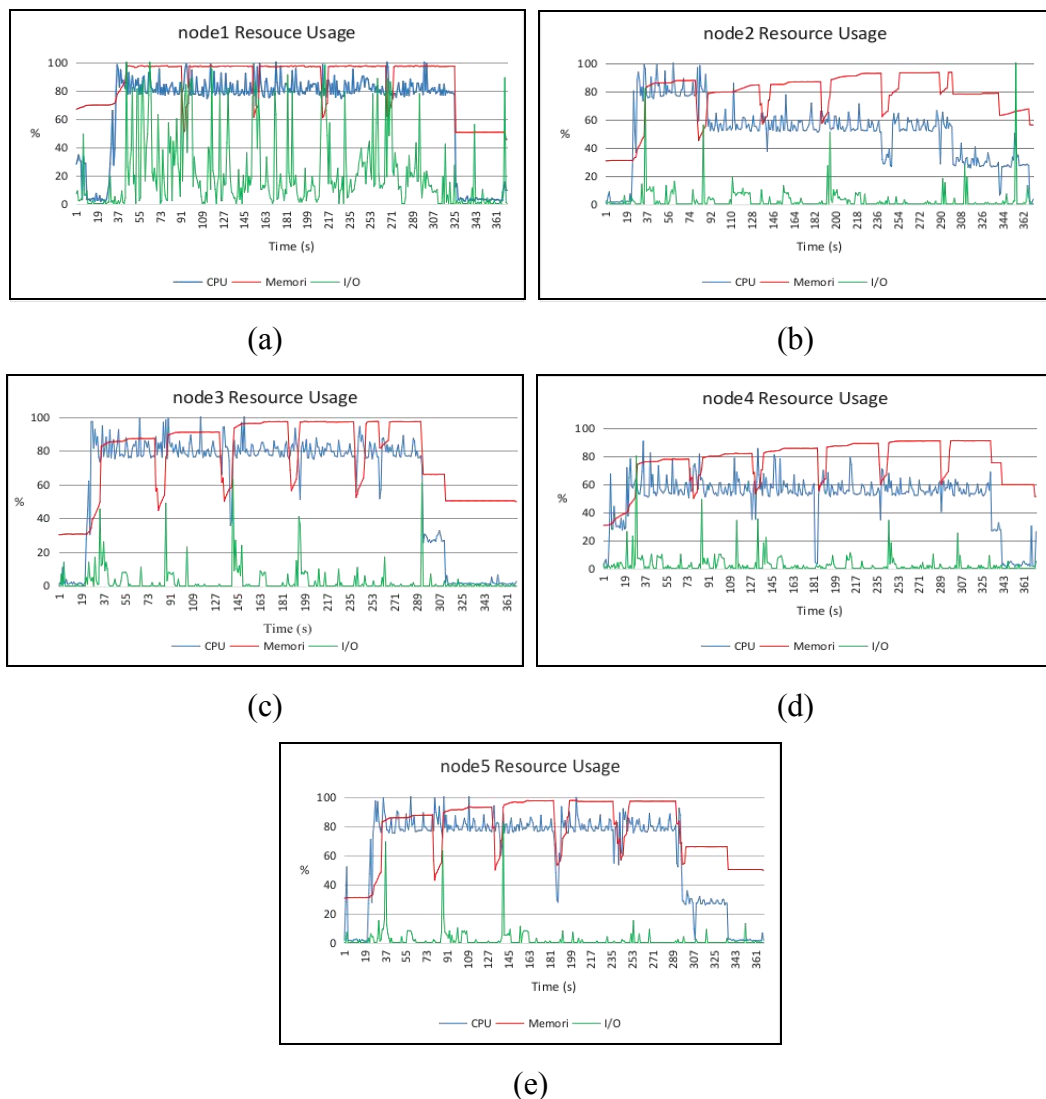 node1 Resouce Usage
100
80
60
40
20
0
%
1 19 37 55 73 91 109 127 145 163 181 199 217 235 253 271 289 307 325 343 361
Time (s)
CPU Memori I/O
(a)
node2 Resource Usage
100
80
60
40
20
0
%
1 19 37 56 74 92 110 128 146 164 182 200 218 236 254 272 290 308 326 344 362
Time (s)
CPU Memori I/O
(b)
node3 Resource Usage
100
80
60
40
20
0
%
1 19 37 55 73 91 109 127 145 163 181 199 217 235 253 271 289 307 325 343 361
Time (s)
CPU Memori I/O
(c)
node4 Resource Usage
100
80
60
40
20
0
%
1 19 37 55 73 91 109 127 145 163 181 199 217 235 253 271 289 307 325 343 361
Time (s)
CPU Memori I/O
(d)
node5 Resource Usage
100
80
60
40
20
0
%
1 19 37 55 73 91 109 127 145 163 181 199 217 235 253 271 289 307 325 343 361
Time (s)
CPU Memori I/O
(e)